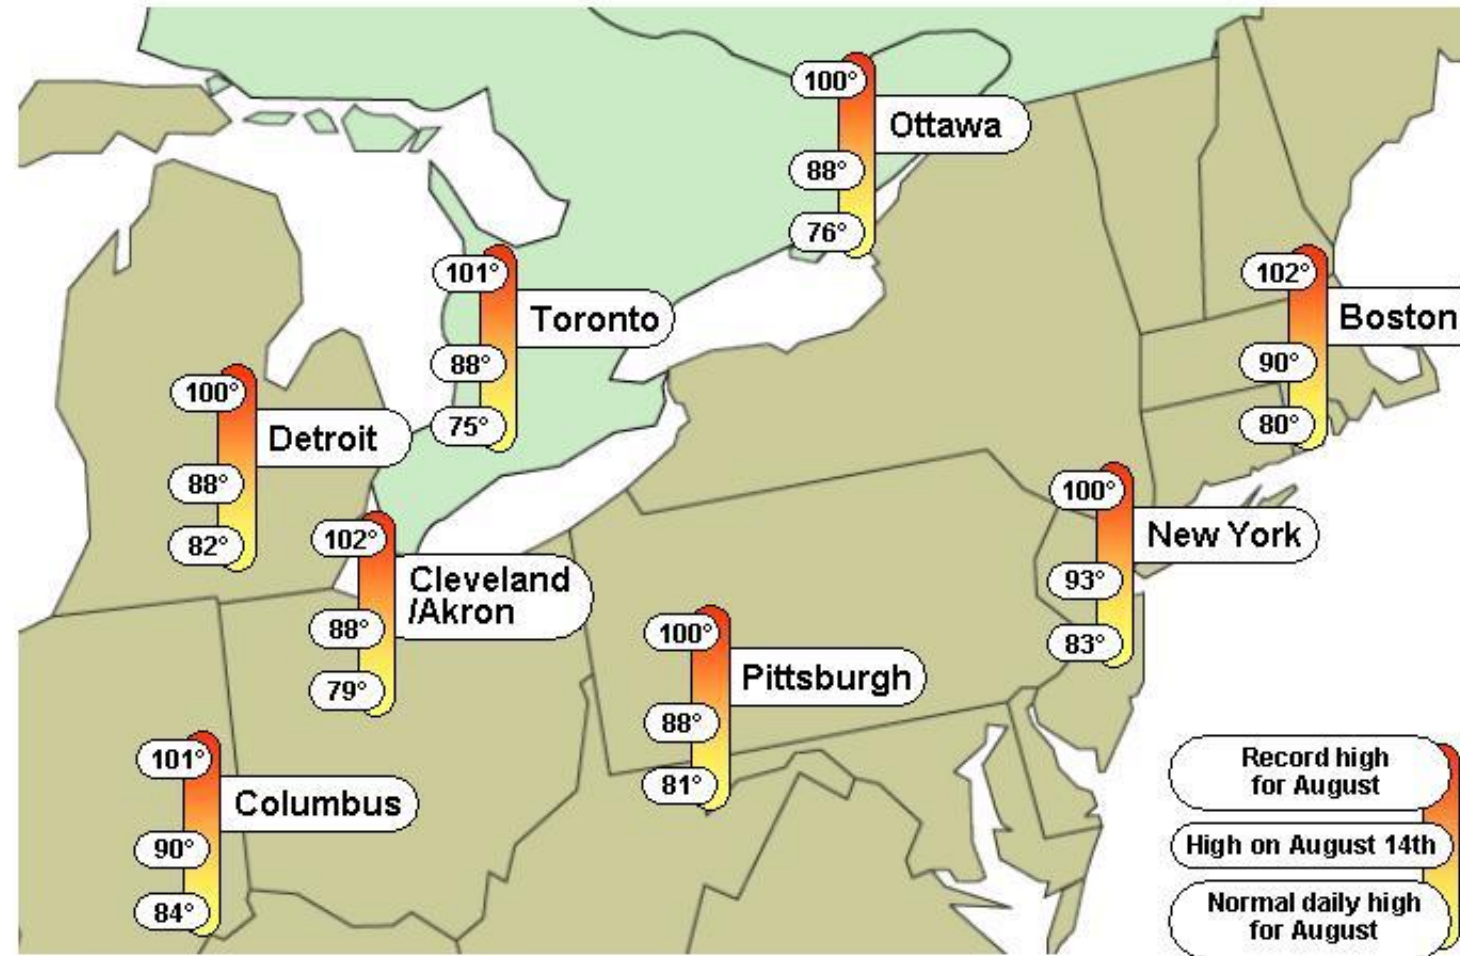 100°
Ottawa
88°
76°
101°
Toronto
88°
75°
102°
Boston
90°
80°
100°
Detroit
88°
82°
100°
New York
93°
83°
102°
Cleveland
/Akron
88°
79°
100°
Pittsburgh
88°
81°
101°
Columbus
90°
84°
Record high
for August
High on August 14th
Normal daily high
for August